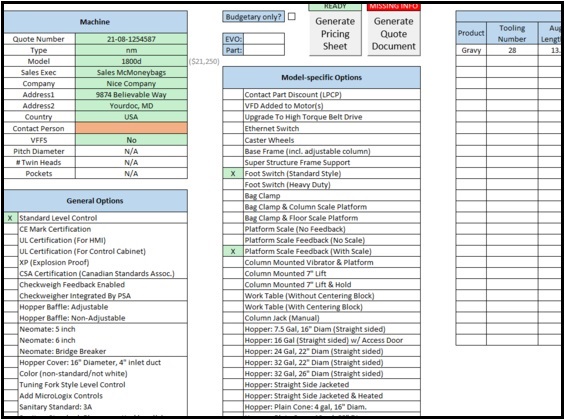 Machine
Quote Number 21-08-1254587
Type nm
Model 1800d ($21,250)
Sales Exec Sales McMoneybags
Company Nice Company
Address1 9874 Believable Way
Address2 Yourdoc, MD
Country USA
Contact Person
VFFS No
Pitch Diameter N/A
# Twin Heads N/A
Pockets N/A
General Options
X Standard Level Control
CE Mark Certification
UL Certification (For HMI)
UL Certification (For Control Cabinet)
XP (Explosion Proof)
CSA Certification (Canadian Standards Assoc.)
Checkweigh Feedback Enabled
Checkweigher Integrated By PSA
Hopper Baffle: Adjustable
Hopper Baffle: Non-Adjustable
Neomate: 5 inch
Neomate: 6 inch
Neomate: Bridge Breaker
Hopper Cover: 16" Diameter, 4" inlet duct
Color (non-standard/not white)
Tuning Fork Style Level Control
Add MicroLogix Controls
Sanitary Standard: 3A
Budgetary only?
READY
MISSING INFO
Generate Pricing Sheet
Generate Quote Document
EVO:
Part:
Model-specific Options
Contact Part Discount (LPCP)
VFD Added to Motor(s)
Upgrade To High Torque Belt Drive
Ethernet Switch
Caster Wheels
Base Frame (incl. adjustable column)
Super Structure Frame Support
X Foot Switch (Standard Style)
Foot Switch (Heavy Duty)
Bag Clamp
Bag Clamp & Column Scale Platform
Bag Clamp & Floor Scale Platform
Platform Scale (No Feedback)
Platform Scale Feedback (No Scale)
X Platform Scale Feedback (With Scale)
Column Mounted Vibrator & Platform
Column Mounted 7" Lift
Column Mounted 7" Lift & Hold
Work Table (Without Centering Block)
Work Table (With Centering Block)
Column Jack (Manual)
Hopper: 7.5 Gal, 16" Diam (Straight sided)
Hopper: 16 Gal (Straight sided) w/ Access Door
Hopper: 24 Gal, 22" Diam (Straight sided)
Hopper: 32 Gal, 22" Diam (Straight sided)
Hopper: 32 Gal, 26" Diam (Straight sided)
Hopper: Straight Side Jacketed
Hopper: Straight Side Jacketed & Heated
Hopper: Plain Cone: 4 gal, 16" Diam.
Product Tooling Number
Gravy 28 13.